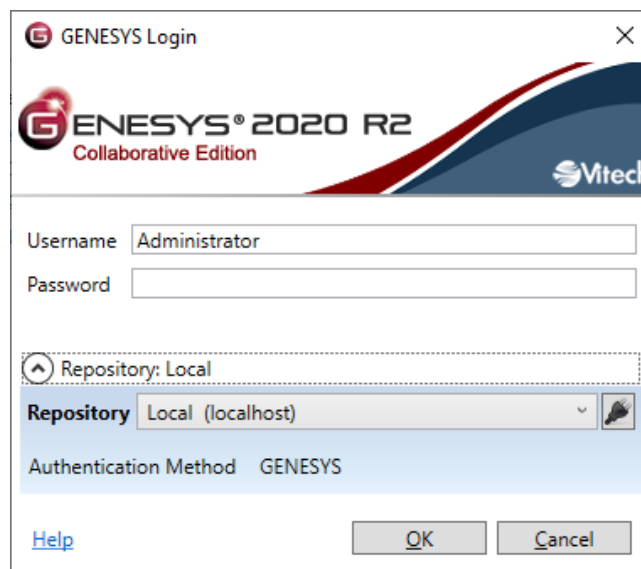 GENESYS Login
GENESYS® 2020 R2
Collaborative Edition
Vitech
Username Administrator
Password
Repository: Local
Repository Local (localhost)
Authentication Method GENESYS
Help OK Cancel